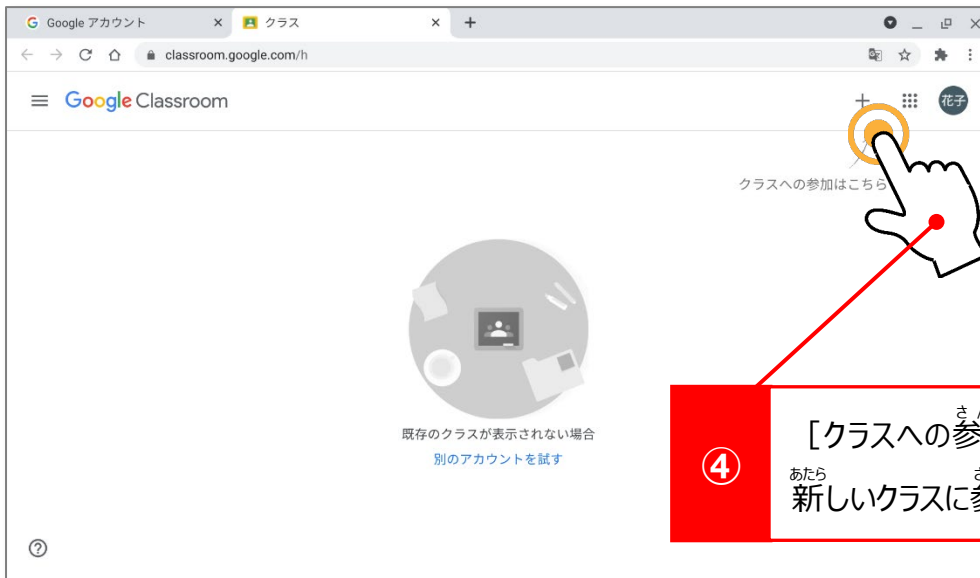 Google アカウント
クラス
classroom.google.com/h
Google Classroom
花子
クラスへの参加はこちら
既存のクラスが表示されない場合
別のアカウントを試す
④
さ
[クラスへの参
あたら
新しいクラスに